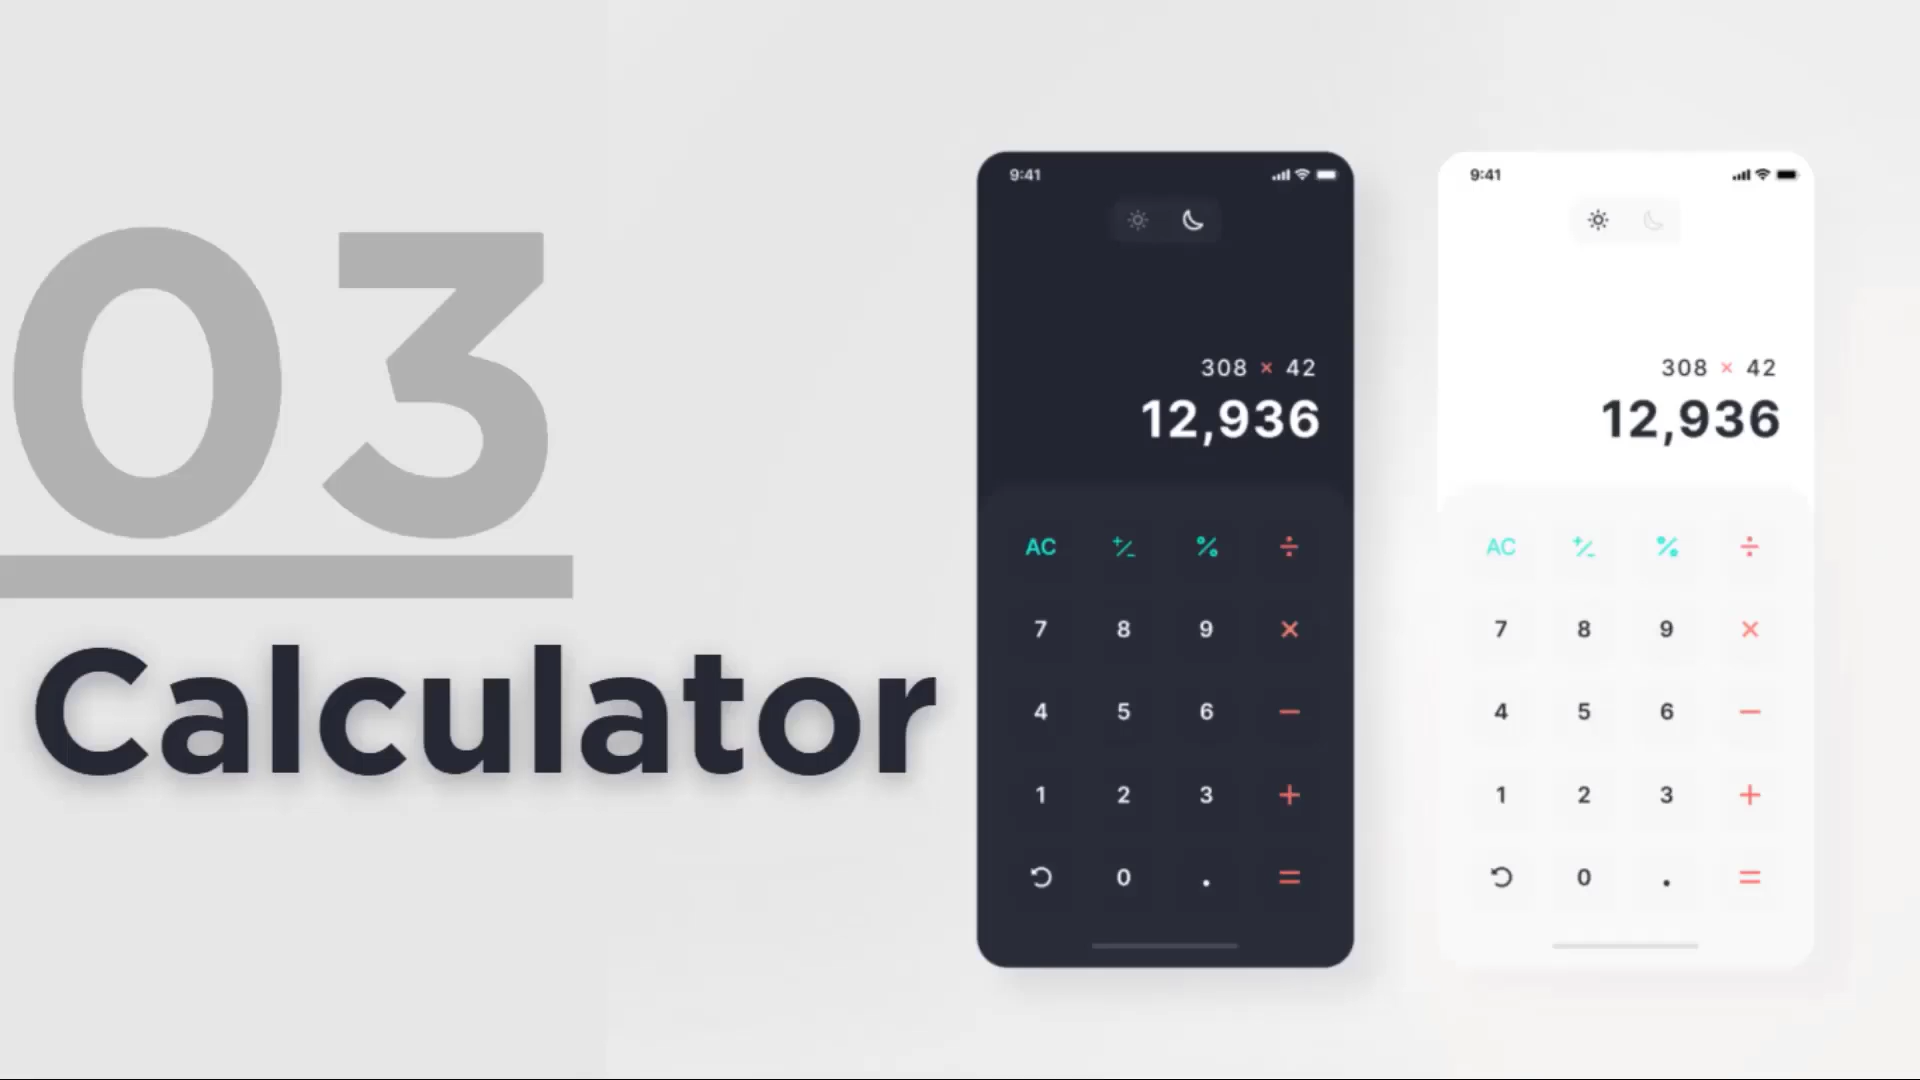 03
Calculator
9:41
308 × 42
12,936
AC +/- % ÷
7 8 9 ×
4 5 6 −
1 2 3 +
0 . =
9:41
308 × 42
12,936
AC +/- % ÷
7 8 9 ×
4 5 6 −
1 2 3 +
0 . =